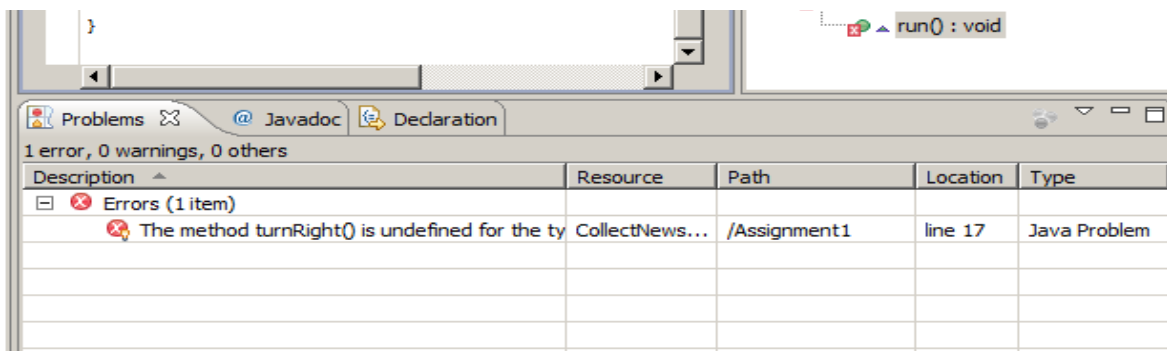 }
run() : void
Problems @ Javadoc Declaration
1 error, 0 warnings, 0 others
Description Resource Path Location Type
Errors (1 item)
The method turnRight() is undefined for the ty CollectNews... /Assignment1 line 17 Java Problem